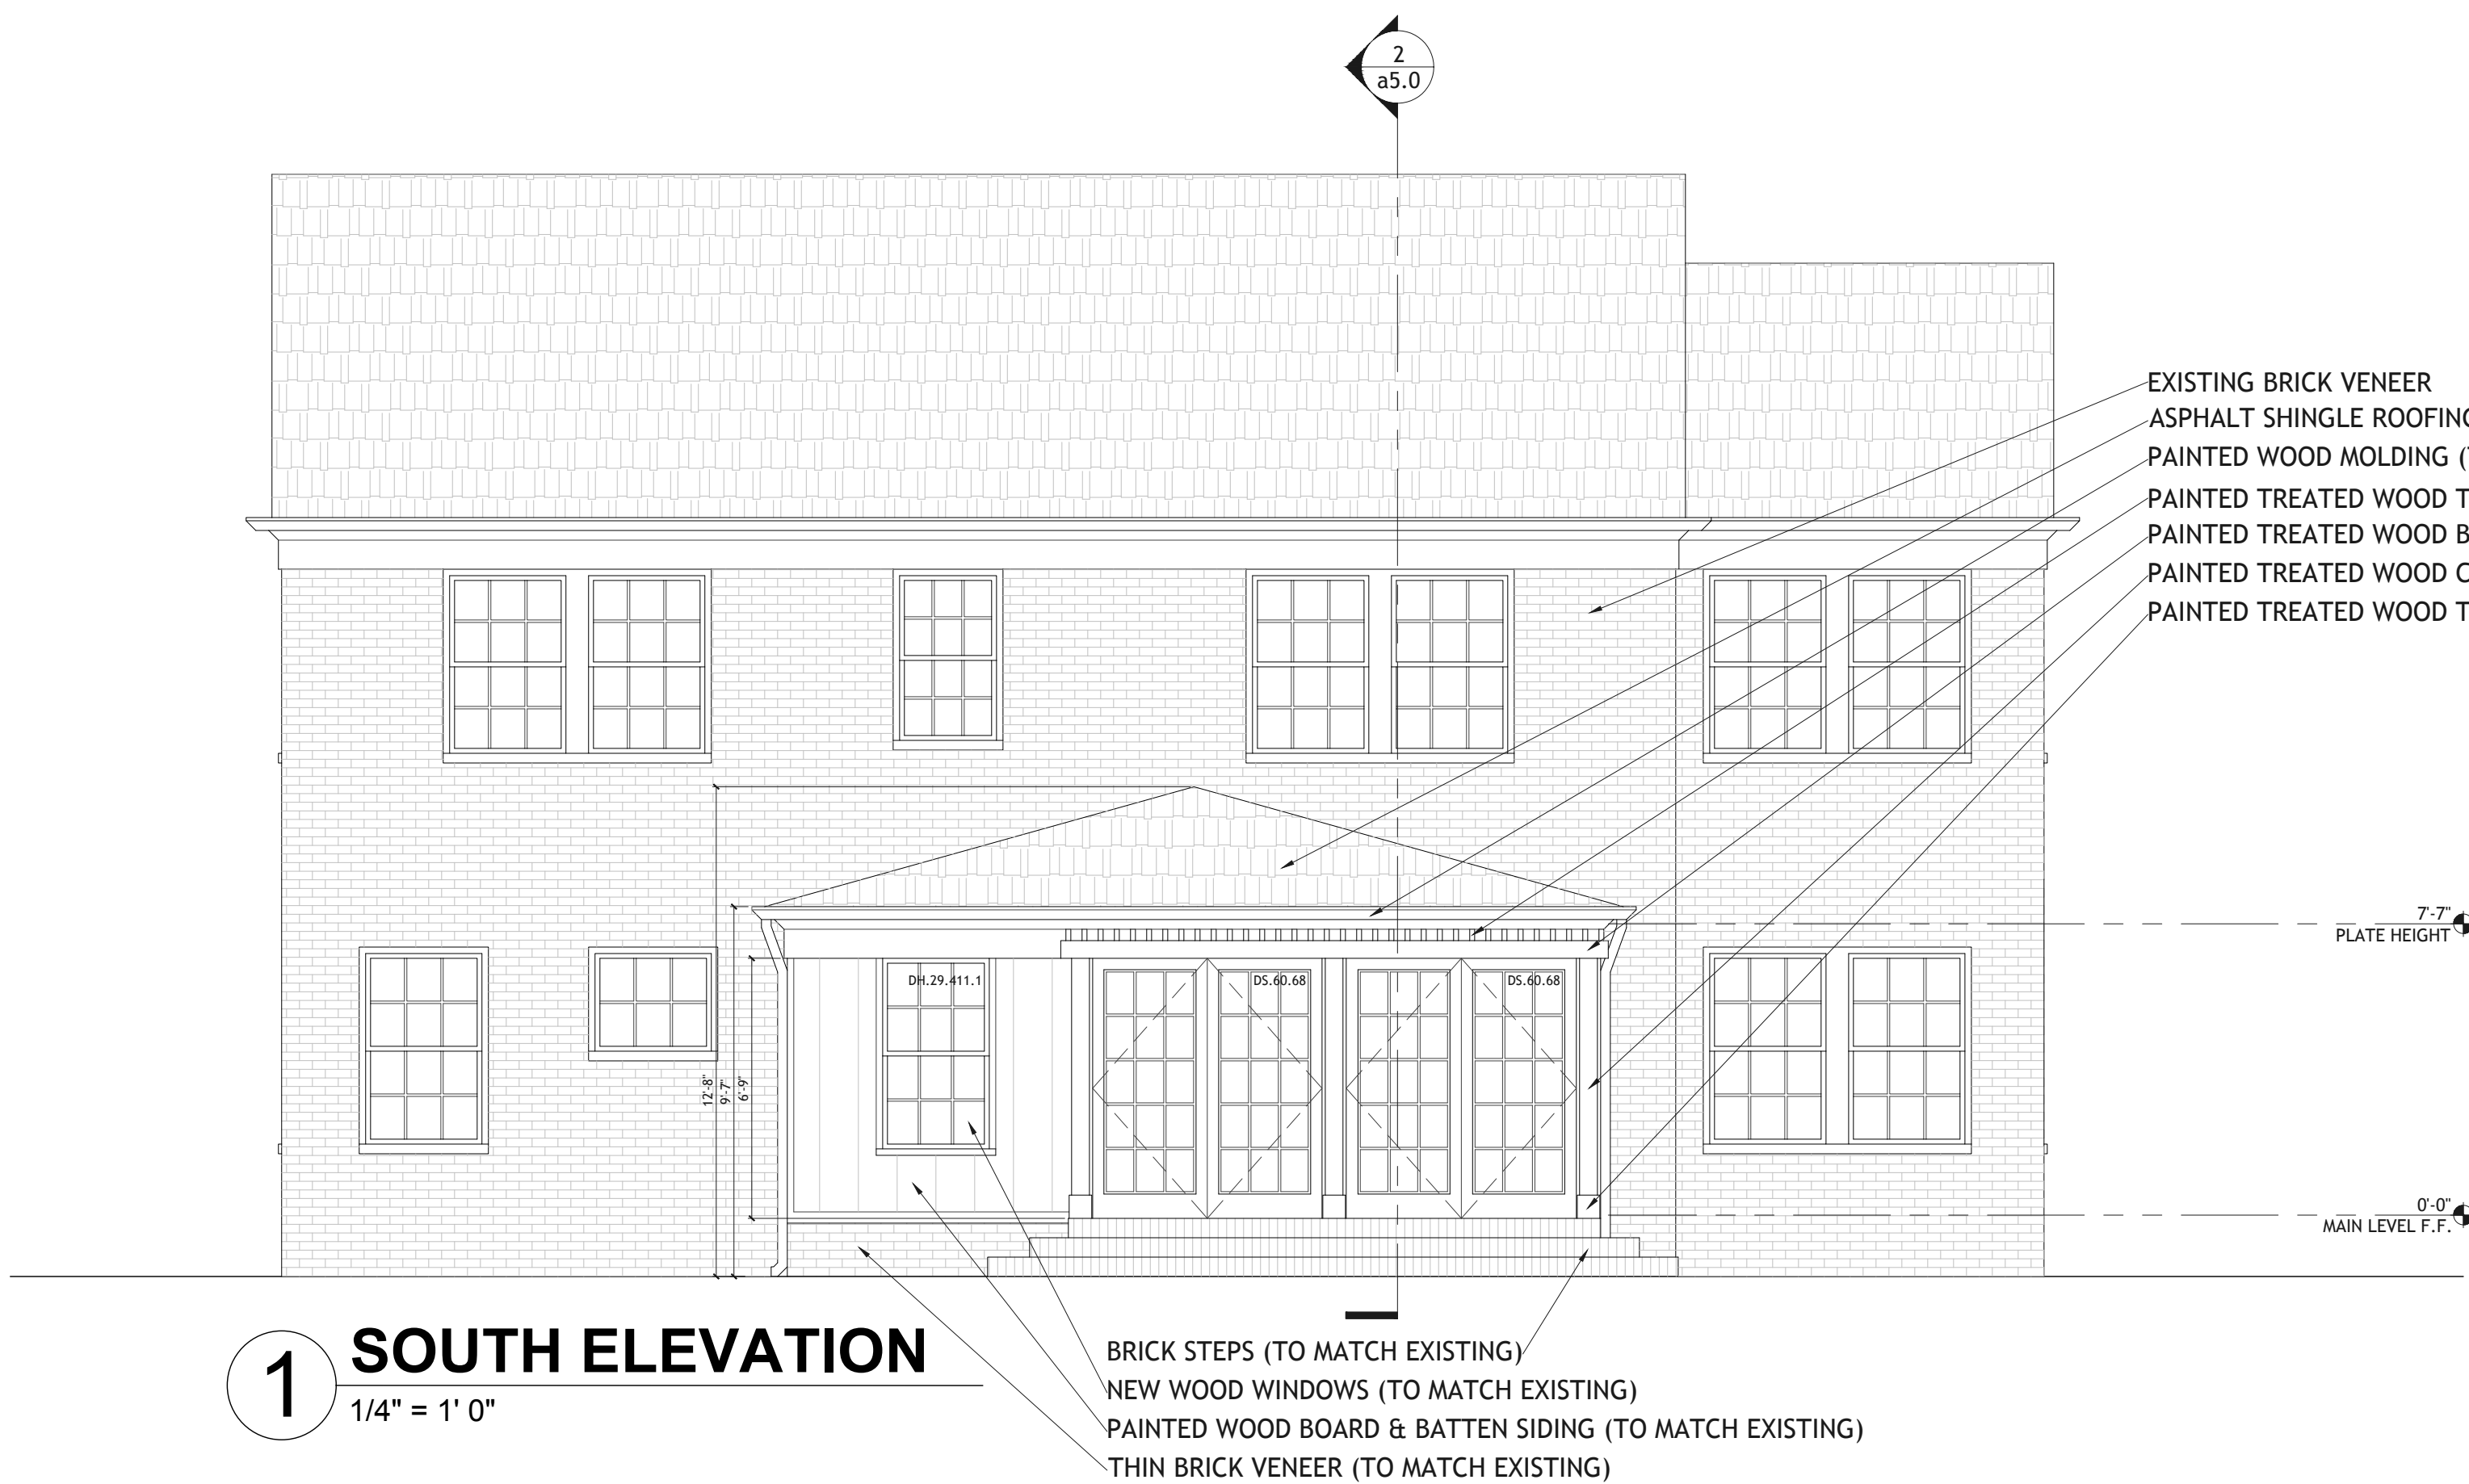 2
a5.0
EXISTING BRICK VENEER
ASPHALT SHINGLE ROOFING
PAINTED WOOD MOLDING (
PAINTED TREATED WOOD
PAINTED TREATED WOOD
PAINTED TREATED WOOD
PAINTED TREATED WOOD
7'-7"
PLATE HEIGHT
DH.29.411.1
DS.60.68
DS.60.68
12'-8"
9'-7"
6'-9"
0'-0"
MAIN LEVEL F.F.
1
SOUTH ELEVATION
1/4" = 1' 0"
BRICK STEPS (TO MATCH EXISTING)
NEW WOOD WINDOWS (TO MATCH EXISTING)
PAINTED WOOD BOARD & BATTEN SIDING (TO MATCH EXISTING)
THIN BRICK VENEER (TO MATCH EXISTING)